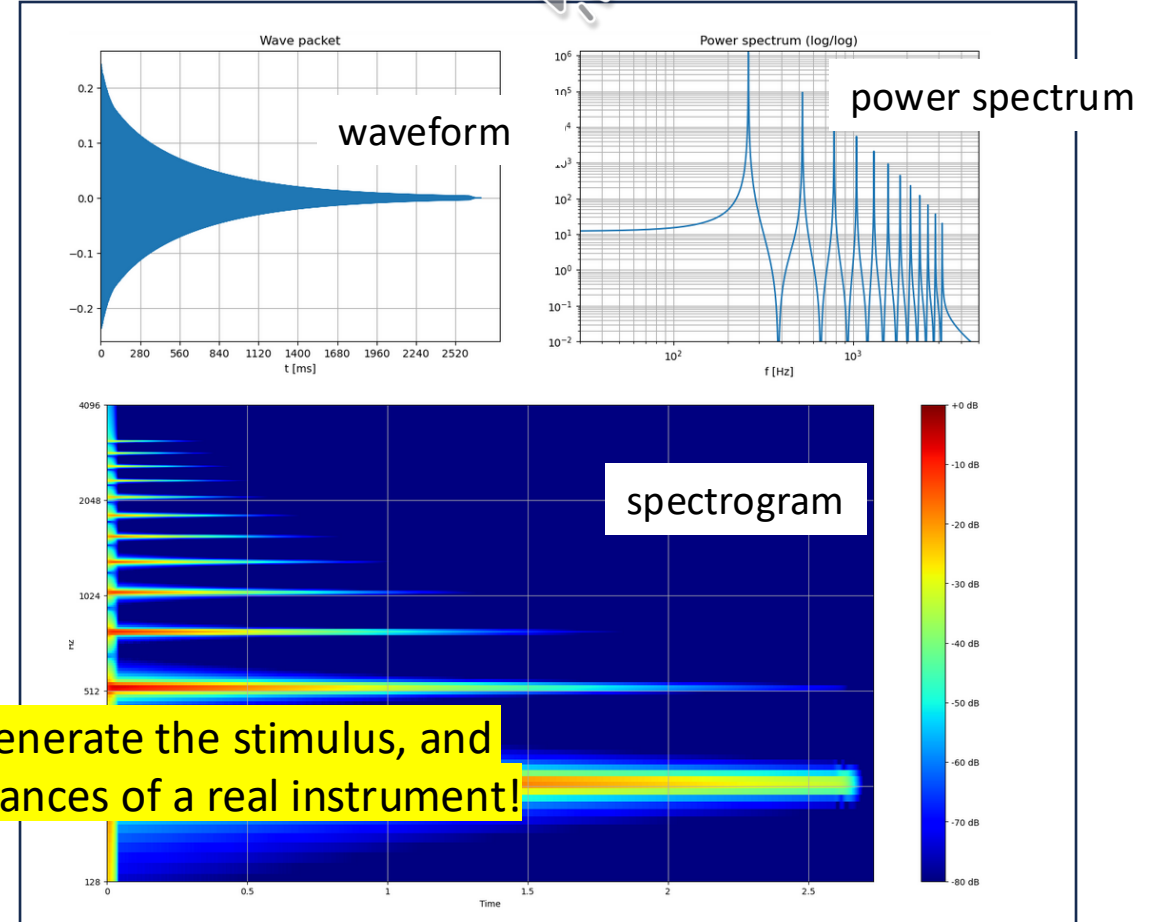 Wave packet
0.2
0.1
0.0
−0.1
−0.2
0 280 560 840 1120 1400 1680 1960 2240 2520
t [ms]
waveform
Power spectrum (log/log)
10⁶
10⁵
10³
10²
10¹
10⁰
10⁻¹
10⁻²
10² 10³
f [Hz]
power spectrum
4096
2048
1024
512
128
Hz
0 0.5 1 1.5 2 2.5
Time
spectrogram
+0 dB
-10 dB
-20 dB
-30 dB
-40 dB
-50 dB
-60 dB
-70 dB
-80 dB
enerate the stimulus, and
ances of a real instrument!